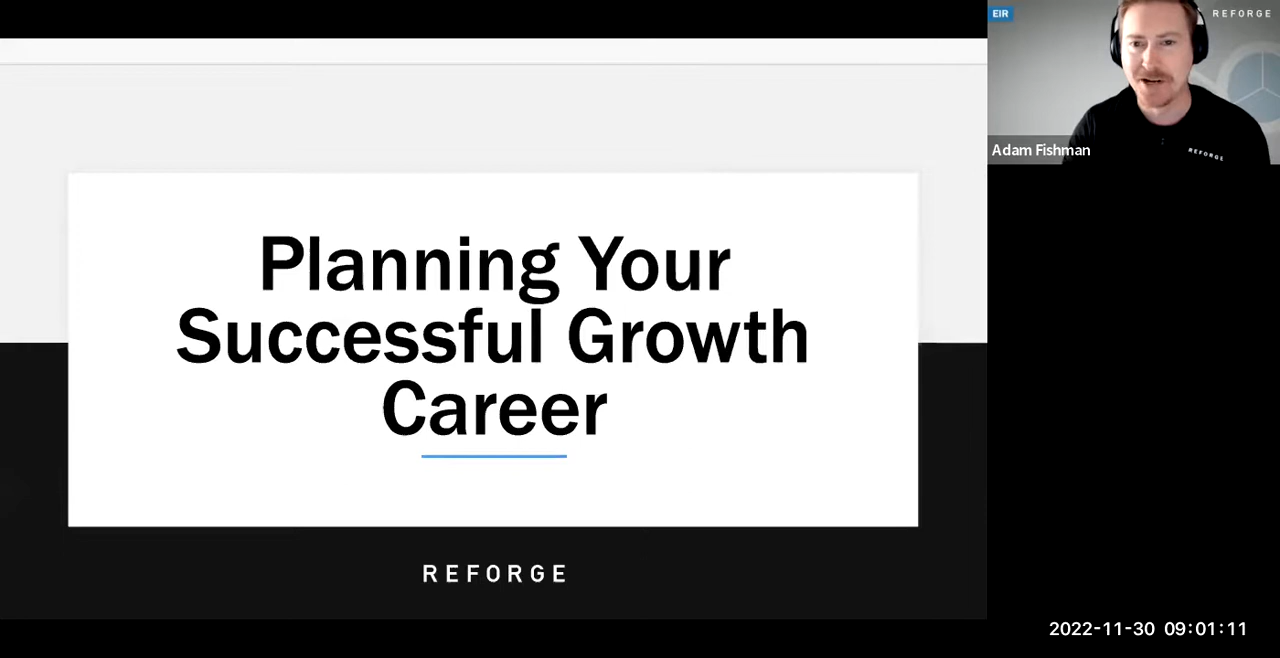 EIR
REFORGE
REFORGE
Adam Fishman
Planning Your
Successful Growth
Career
REFORGE
2022-11-30 09:01:11